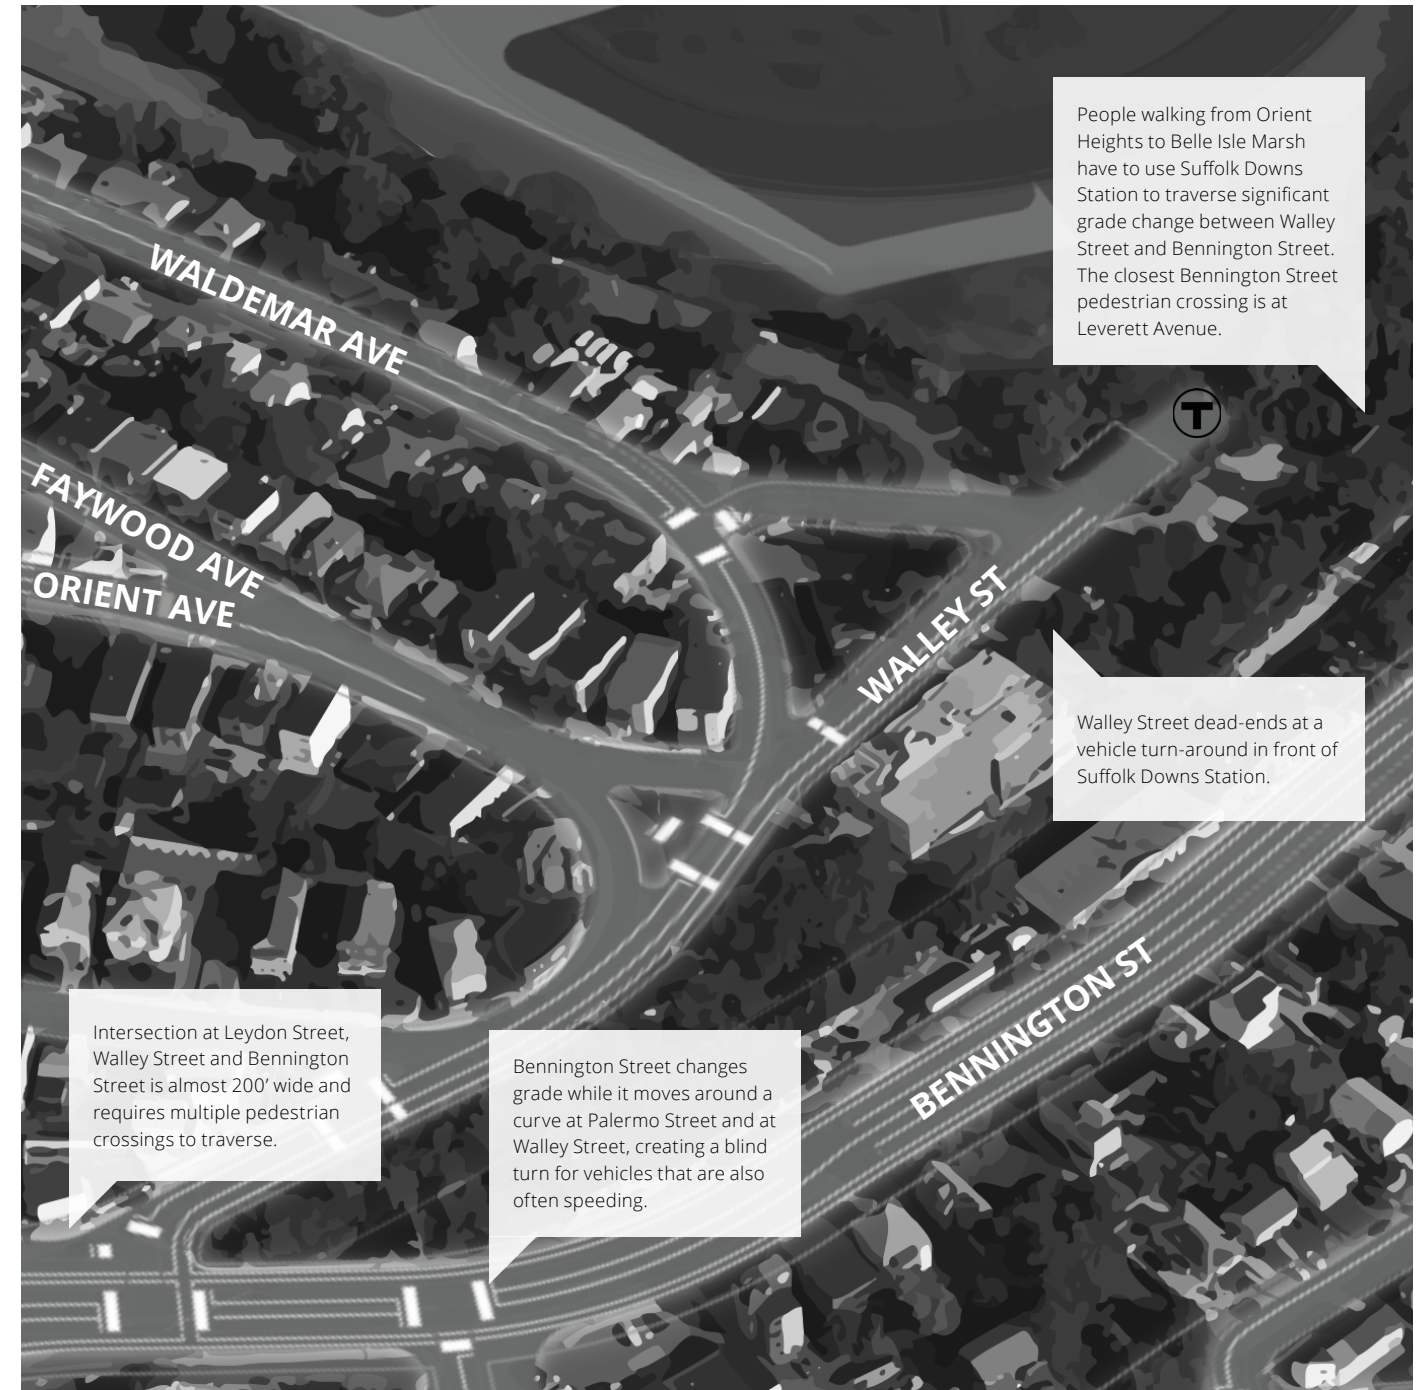 People walking from Orient
Heights to Belle Isle Marsh
have to use Suffolk Downs
Station to traverse significant
grade change between Walley
Street and Bennington Street.
The closest Bennington Street
pedestrian crossing is at
Leverett Avenue.
WALDEMAR AVE
T
FAYWOOD AVE
ORIENT AVE
WALLEY ST
Walley Street dead-ends at a
vehicle turn-around in front of
Suffolk Downs Station.
BENNINGTON ST
Intersection at Leydon Street,
Walley Street and Bennington
Street is almost 200’ wide and
requires multiple pedestrian
crossings to traverse.
Bennington Street changes
grade while it moves around a
curve at Palermo Street and at
Walley Street, creating a blind
turn for vehicles that are also
often speeding.